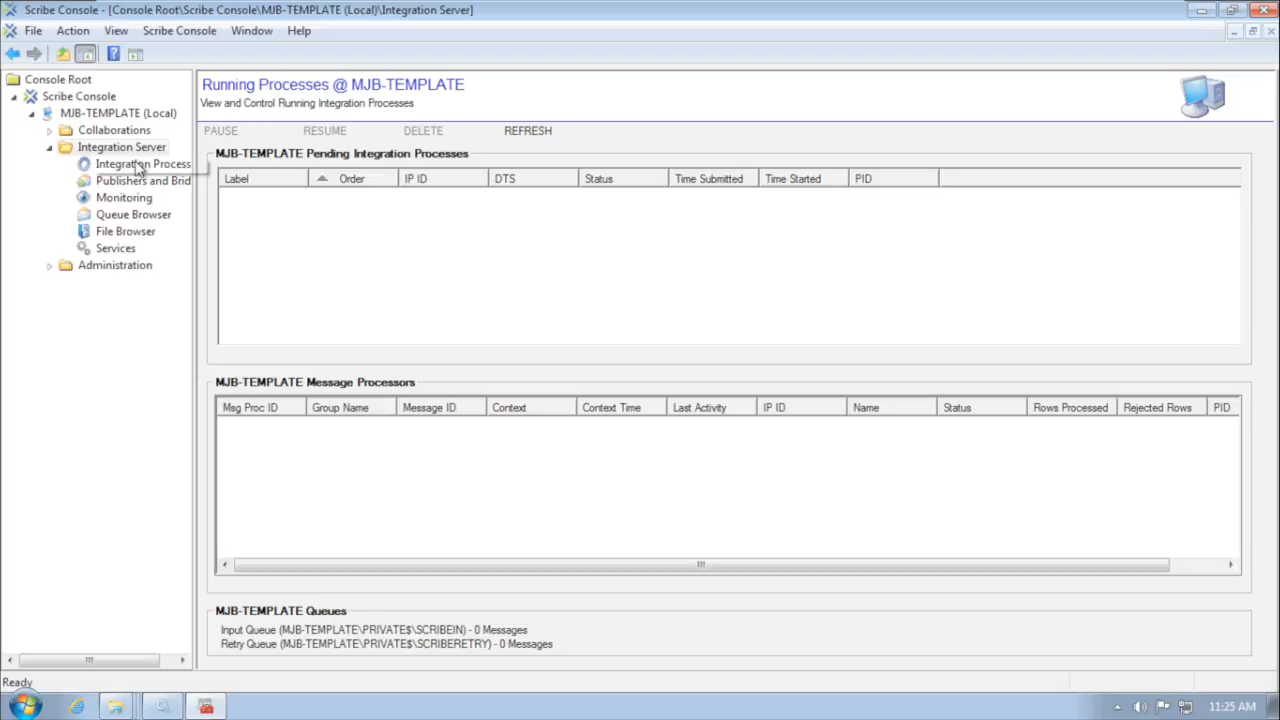 Scribe Console - [Console Root\Scribe Console\MJB-TEMPLATE (Local)\Integration Server]
File Action View Scribe Console Window Help
Console Root
Scribe Console
MJB-TEMPLATE (Local)
Collaborations
Integration Server
Integration Process
Publishers and Brid
Monitoring
Queue Browser
File Browser
Services
Administration
Running Processes @ MJB-TEMPLATE
View and Control Running Integration Processes
PAUSE RESUME DELETE REFRESH
MJB-TEMPLATE Pending Integration Processes
Label Order IP ID DTS Status Time Submitted Time Started PID
MJB-TEMPLATE Message Processors
Msg Proc ID Group Name Message ID Context Context Time Last Activity IP ID Name Status Rows Processed Rejected Rows PID
MJB-TEMPLATE Queues
Input Queue (MJB-TEMPLATE\PRIVATE$\SCRIBEIN) - 0 Messages
Retry Queue (MJB-TEMPLATE\PRIVATE$\SCRIBERETRY) - 0 Messages
Ready
11:25 AM